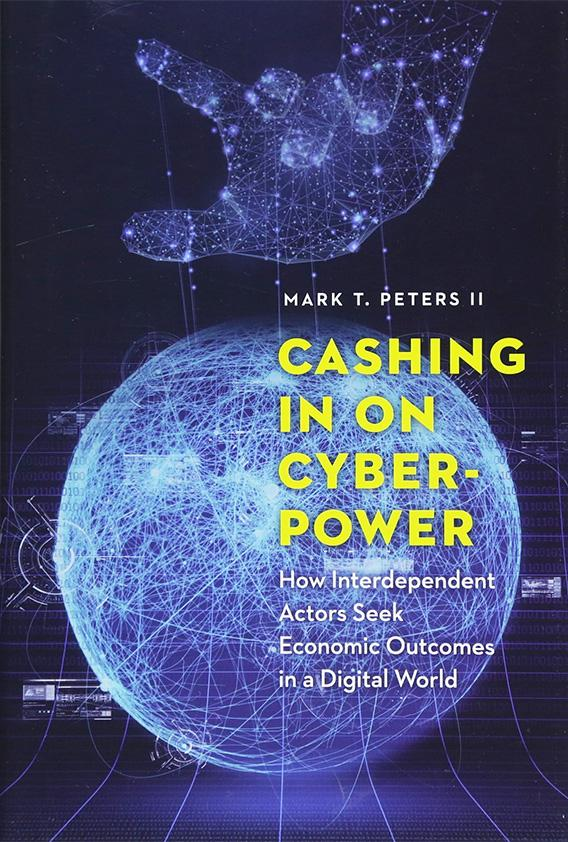 MARK T. PETERS II
CASHING
IN ON
CYBER-
POWER
How Interdependent
Actors Seek
Economic Outcomes
in a Digital World